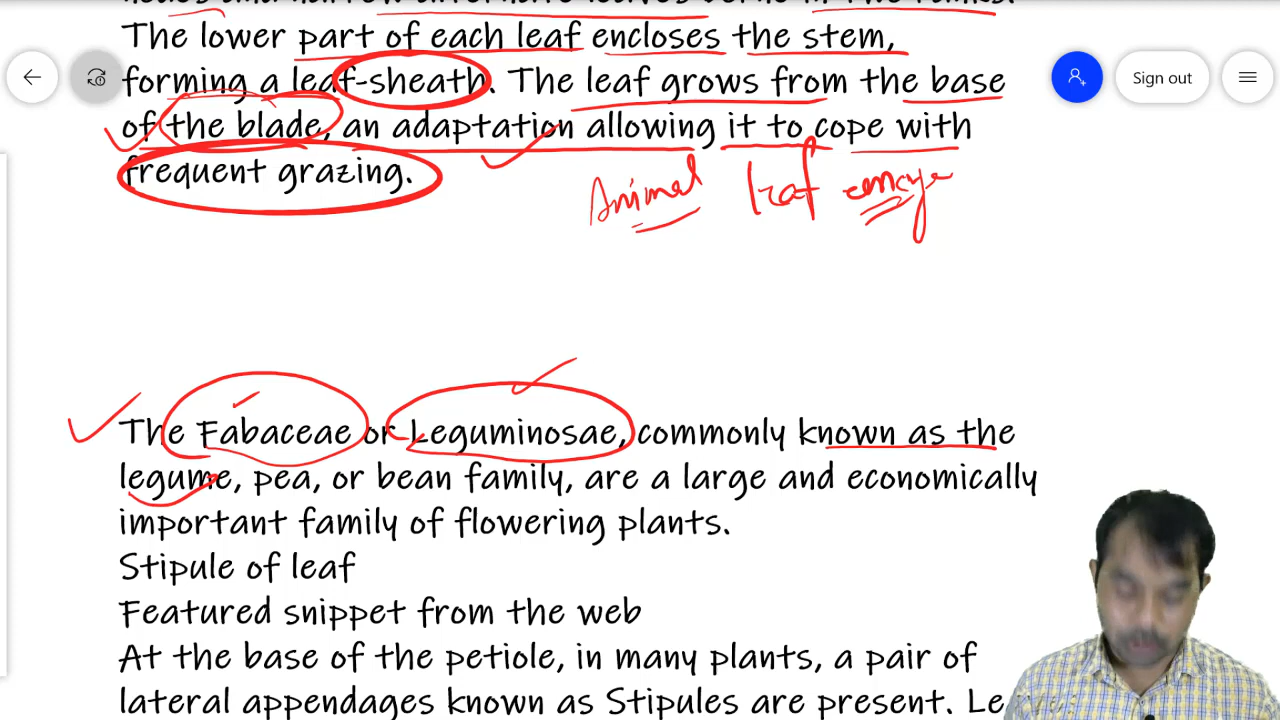 The lower part of each leaf encloses the stem,
forming a leaf-sheath. The leaf grows from the base
of the blade, an adaptation allowing it to cope with
frequent grazing.
Animal leaf
Sign out
The Fabaceae or Leguminosae, commonly known as the
legume, pea, or bean family, are a large and economically
important family of flowering plants.
Stipule of leaf
Featured snippet from the web
At the base of the petiole, in many plants, a pair of
lateral appendages known as Stipules are present. Le